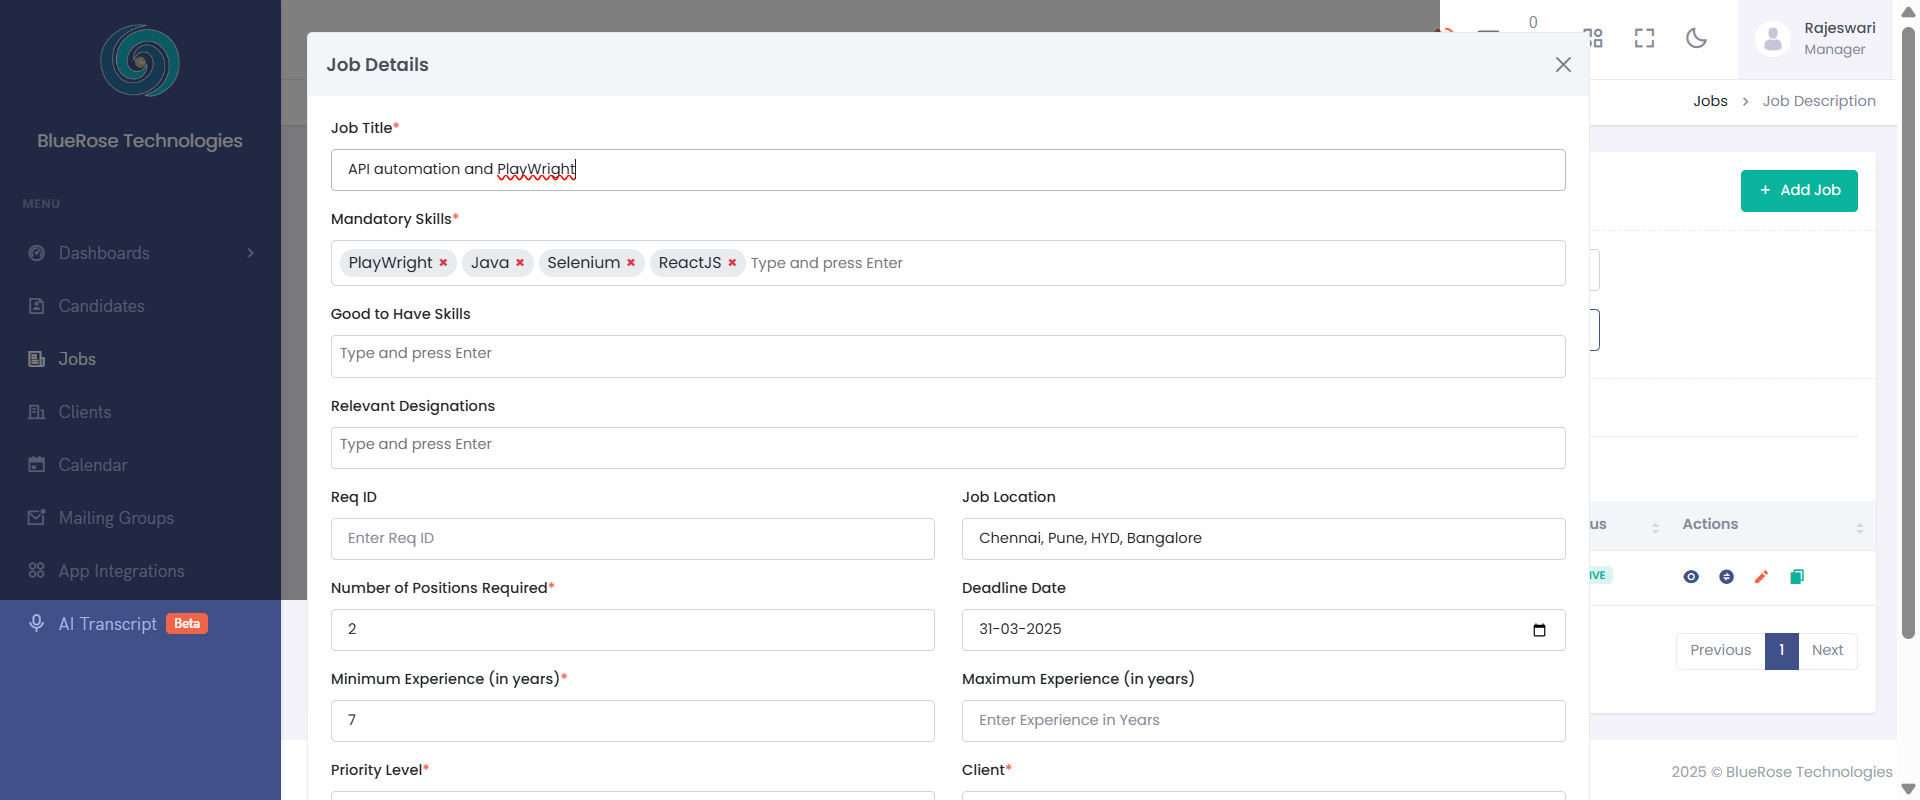 BlueRose Technologies
MENU
Dashboards
Candidates
Jobs
Clients
Calendar
Mailing Groups
App Integrations
AI Transcript Beta
0
Rajeswari
Manager
Jobs > Job Description
+ Add Job
Job Details
Job Title*
API automation and PlayWright
Mandatory Skills*
PlayWright × Java × Selenium × ReactJS × Type and press Enter
Good to Have Skills
Type and press Enter
Relevant Designations
Type and press Enter
Req ID
Enter Req ID
Job Location
Chennai, Pune, HYD, Bangalore
Number of Positions Required*
2
Deadline Date
31-03-2025
Minimum Experience (in years)*
7
Maximum Experience (in years)
Enter Experience in Years
Priority Level*
Client*
us Actions
IVE
Previous 1 Next
2025 © BlueRose Technologies